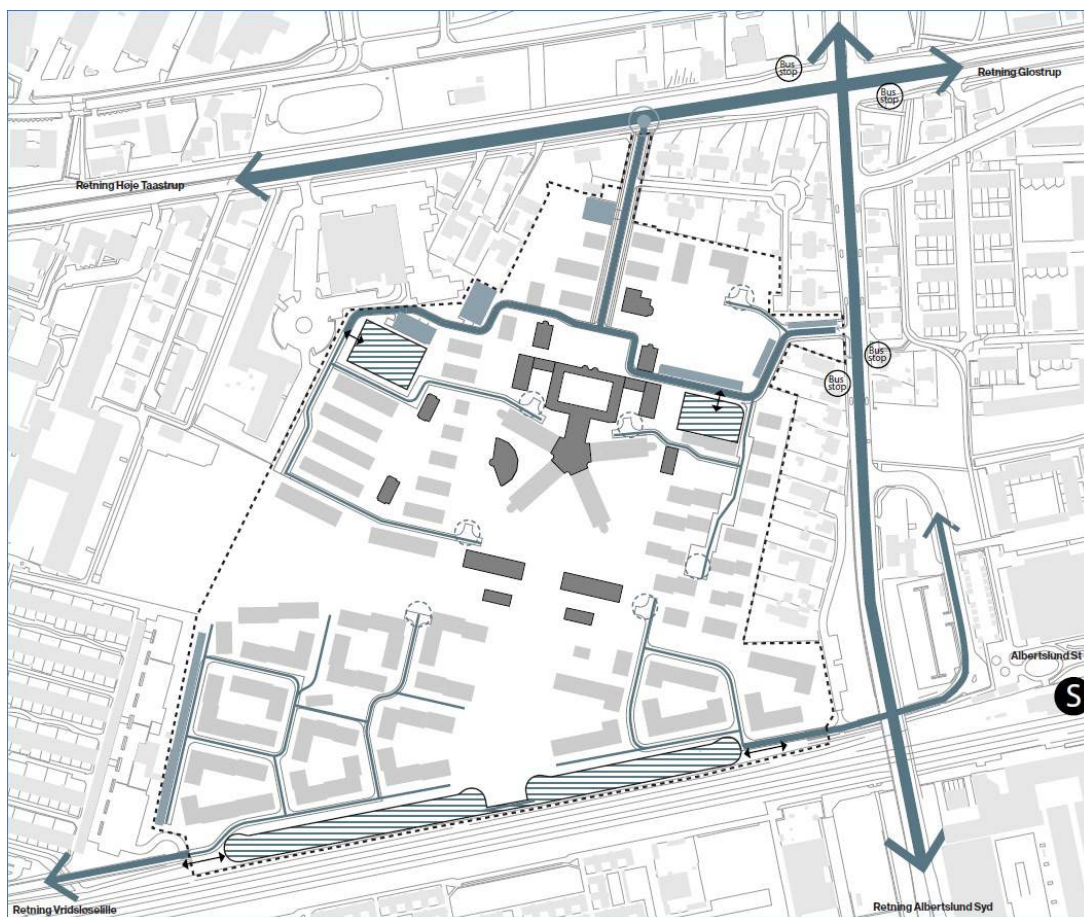 Bus
stop
Retning Glostrup
Bus
stop
Retning Høje Taastrup
Bus
stop
Bus
stop
Albertslund St
S
Retning Vridsløselille
Retning Albertslund Syd